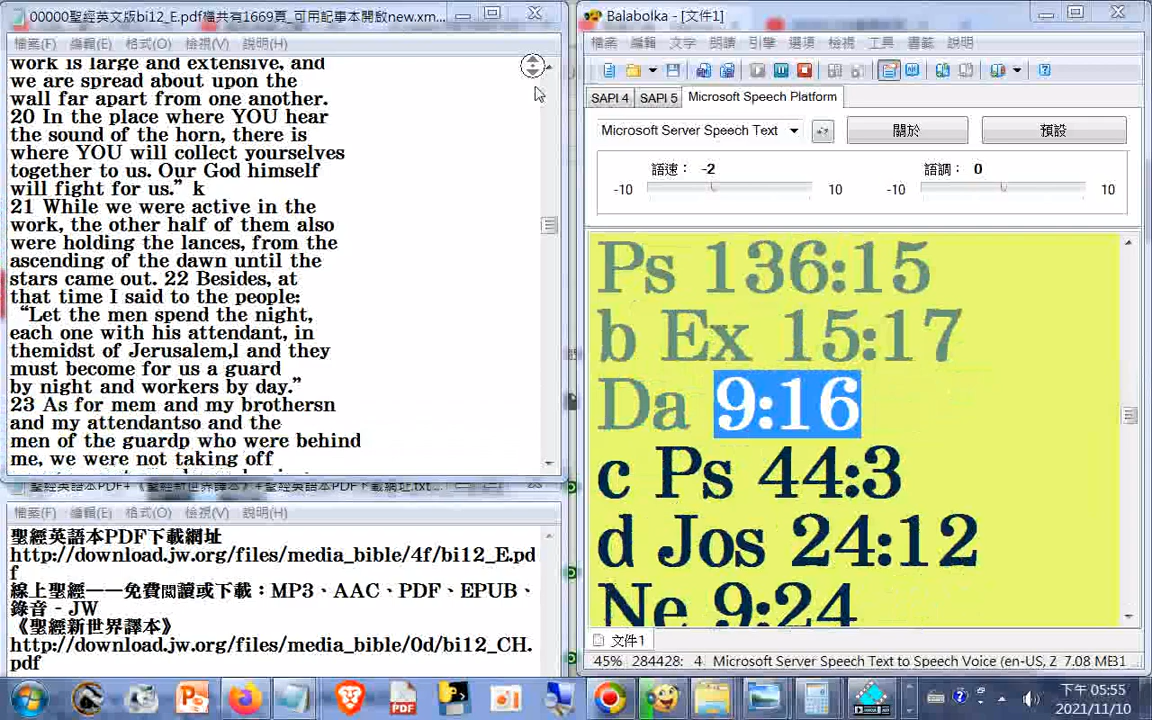 00000聖經英文版bi12_E.pdf檔共有1669頁_可用記事本開啟new.xm...
檔案(F) 編輯(E) 格式(O) 檢視(V) 說明(H)
work is large and extensive, and
we are spread about upon the
wall far apart from one another.
20 In the place where YOU hear
the sound of the horn, there is
where YOU will collect yourselves
together to us. Our God himself
will fight for us.” k
21 While we were active in the
work, the other half of them also
were holding the lances, from the
ascending of the dawn until the
stars came out. 22 Besides, at
that time I said to the people:
“Let the men spend the night,
each one with his attendant, in
themidst of Jerusalem,l and they
must become for us a guard
by night and workers by day.”
23 As for mem and my brothersn
and my attendantso and the
men of the guardp who were behind
me, we were not taking off
聖經英語本PDF+《聖經新世界譯本》+聖經英語本PDF下載網址.txt...
檔案(F) 編輯(E) 格式(O) 檢視(V) 說明(H)
聖經英語本PDF下載網址
http://download.jw.org/files/media_bible/4f/bi12_E.pd
f
線上聖經——免費閱讀或下載：MP3、AAC、PDF、EPUB、
錄音 - JW
《聖經新世界譯本》
http://download.jw.org/files/media_bible/0d/bi12_CH.
pdf
Balabolka - [文件1]
檔案 編輯 文字 朗讀 引擎 選項 檢視 工具 書籤 說明
SAPI 4 SAPI 5 Microsoft Speech Platform
Microsoft Server Speech Text 關於 預設
語速： -2 語調： 0
-10 10 -10 10
Ps 136:15
b Ex 15:17
Da 9:16
c Ps 44:3
d Jos 24:12
Ne 9:24
文件1
45% 284428: 4 Microsoft Server Speech Text to Speech Voice (en-US, Z 7.08 MB31
下午 05:55
2021/11/10